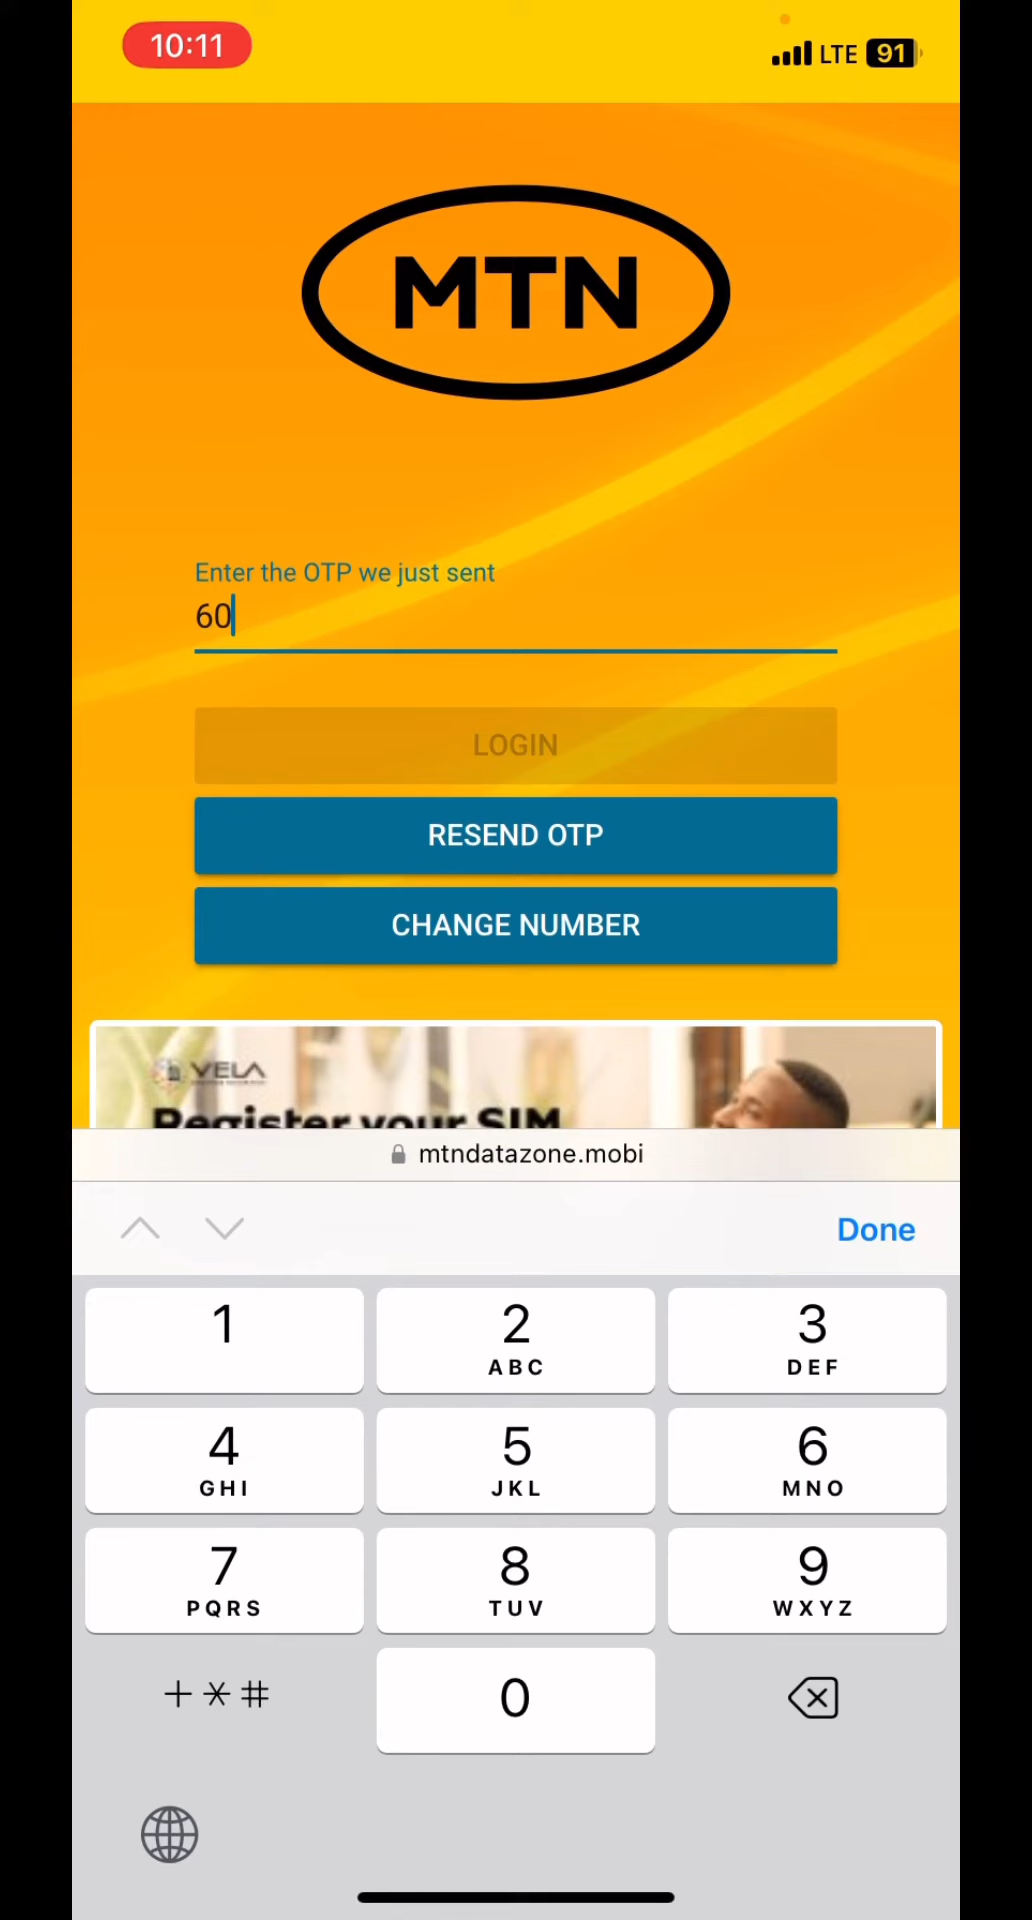 10:11
LTE 91
MTN
Enter the OTP we just sent
60
LOGIN
RESEND OTP
CHANGE NUMBER
VELA
Register your SIM
mtndatazone.mobi
Done
1
2
ABC
3
DEF
4
GHI
5
JKL
6
MNO
7
PQRS
8
TUV
9
WXYZ
+*#
0